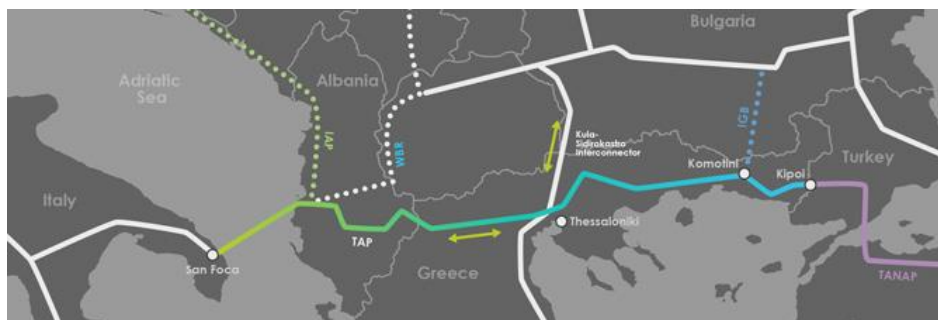 Bulgaria
Adriatic
Sea
Albania
IAP
WBR
Kula-
Sidirokastro
Interconnector
IGB
Komotini
Kipoi
Turkey
Italy
San Foca
TAP
Thessaloniki
Greece
TANAP